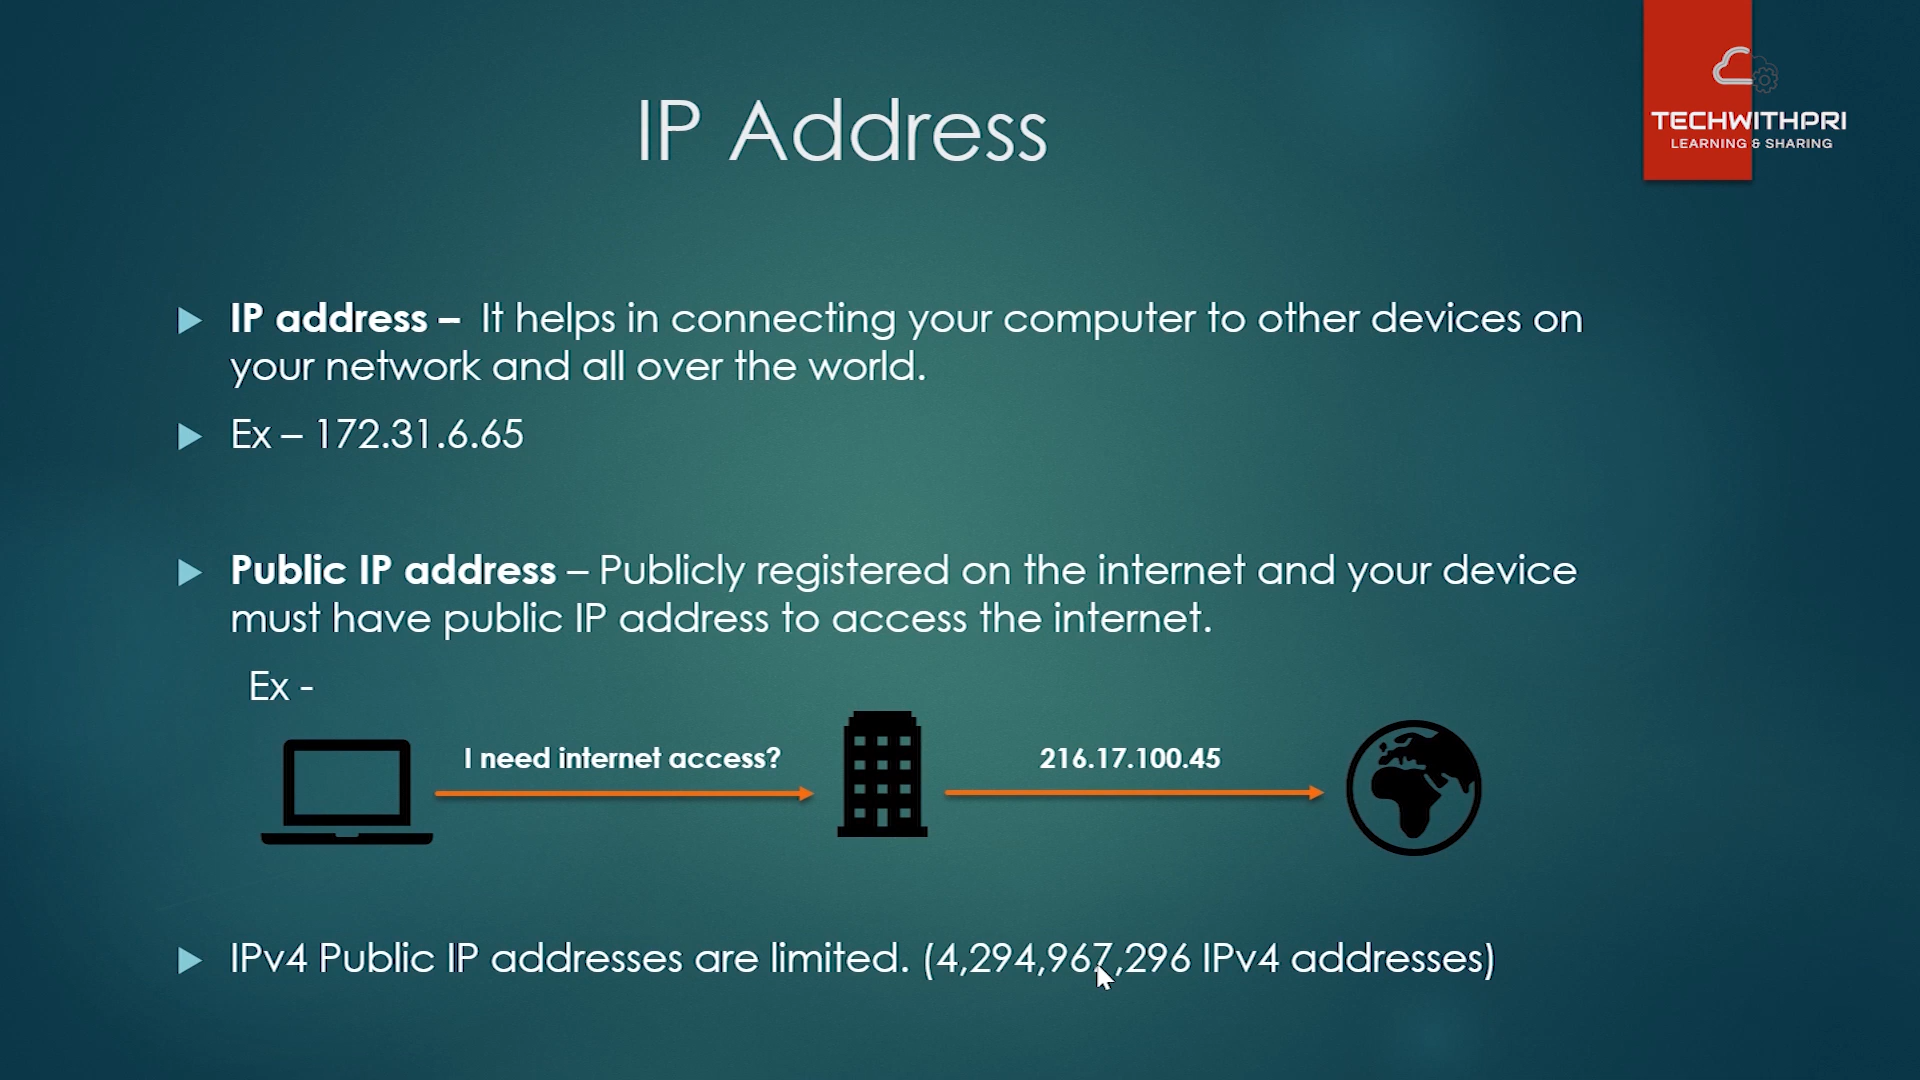 IP Address
TECHWITHPRI
LEARNING & SHARING
IP address – It helps in connecting your computer to other devices on
your network and all over the world.
Ex – 172.31.6.65
Public IP address – Publicly registered on the internet and your device
must have public IP address to access the internet.
Ex -
I need internet access?
216.17.100.45
IPv4 Public IP addresses are limited. (4,294,967,296 IPv4 addresses)